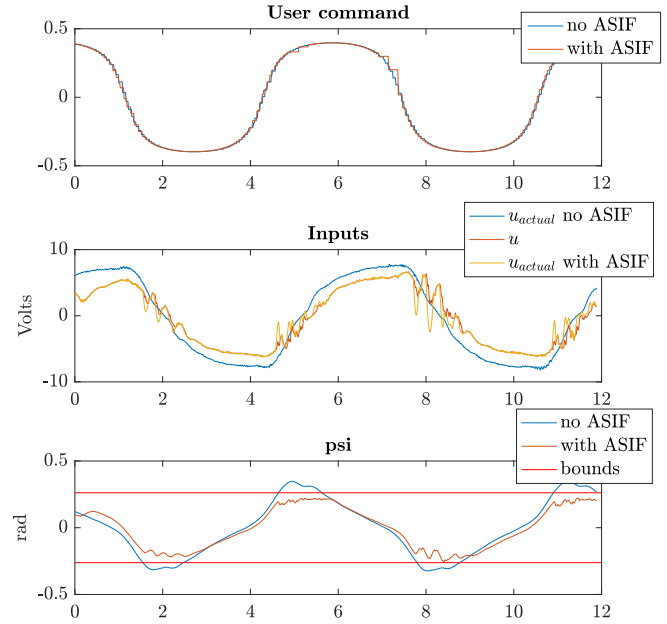 User command
no ASIF
with ASIF
0.5
0
-0.5
0 2 4 6 8 10 12
Inputs
u_actual no ASIF
u
u_actual with ASIF
Volts
10
0
-10
0 2 4 6 8 10 12
psi
no ASIF
with ASIF
bounds
rad
0.5
0
-0.5
0 2 4 6 8 10 12